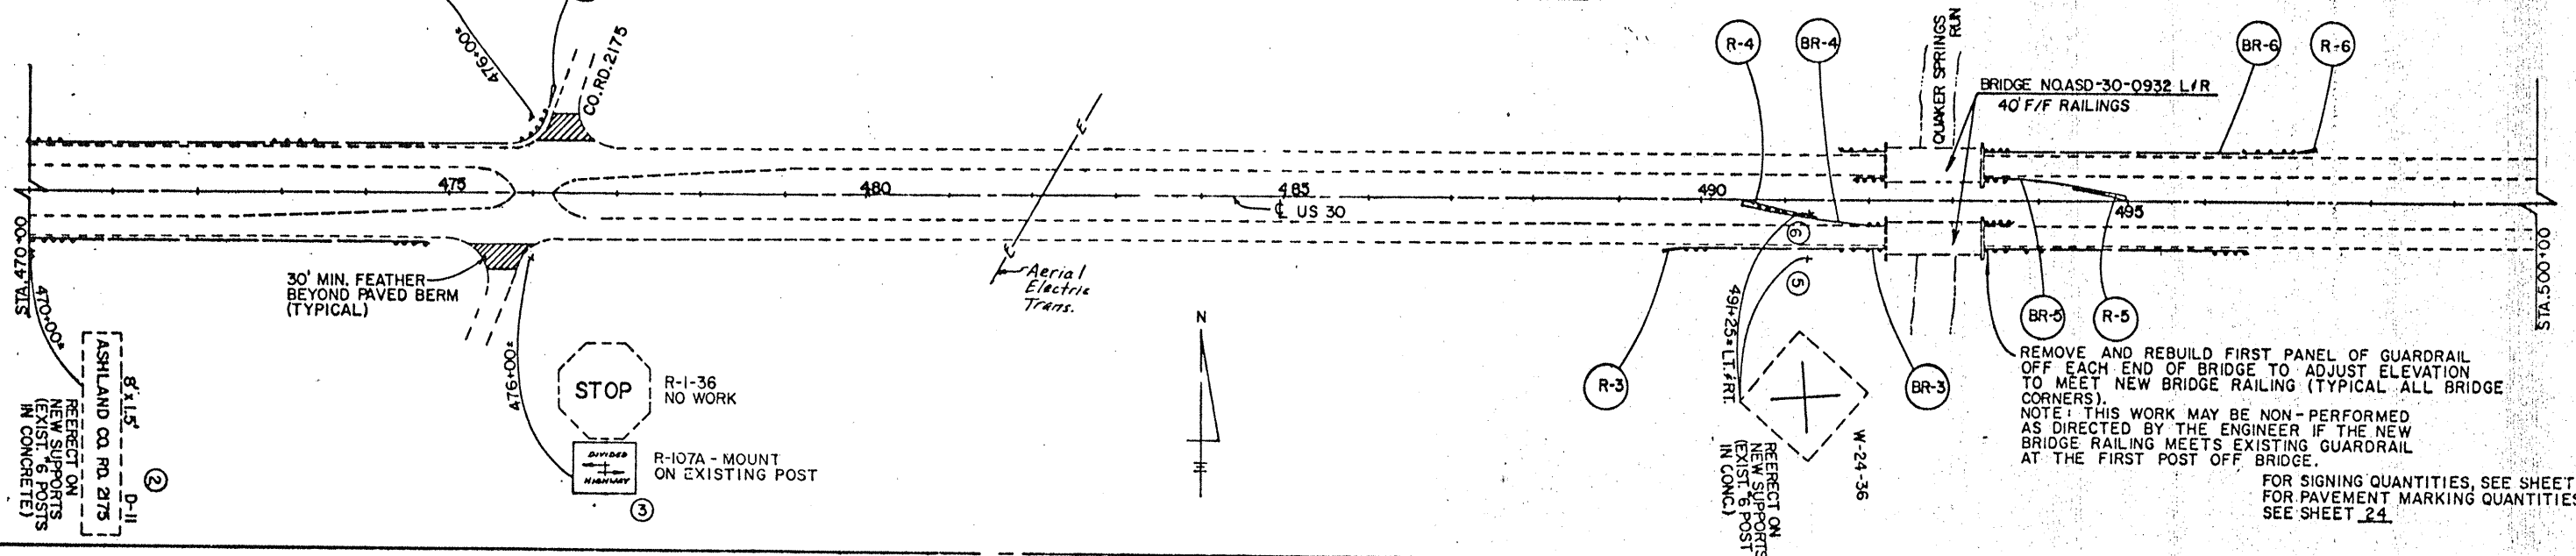 476+00±
CO. RD. 2175
R-4
BR-4
QUAKER SPRINGS
RUN
BR-6
R-6
BRIDGE NO. ASD-30-0932 L/R
40' F/F RAILINGS
475
480
485
490
495
℄ US 30
STA. 470+00
470+00±
30' MIN. FEATHER
BEYOND PAVED BERM
(TYPICAL)
E
Aerial
Electric
Trans.
6
5
491+25± LT. & RT.
STA. 500+00
BR-5
R-5
R-3
BR-3
N
476+00±
STOP
R-1-36
NO WORK
DIVIDED
HIGHWAY
R-107A - MOUNT
ON EXISTING POST
3
8' x 1.5'
D-11
ASHLAND CO. RD. 2175
REERECT ON
NEW SUPPORTS
(EXIST. #6 POSTS
IN CONCRETE)
2
W-24-36
REERECT ON
NEW SUPPORTS
(EXIST. #6 POST
IN CONC.)
REMOVE AND REBUILD FIRST PANEL OF GUARDRAIL
OFF EACH END OF BRIDGE TO ADJUST ELEVATION
TO MEET NEW BRIDGE RAILING (TYPICAL ALL BRIDGE
CORNERS).
NOTE: THIS WORK MAY BE NON-PERFORMED
AS DIRECTED BY THE ENGINEER IF THE NEW
BRIDGE RAILING MEETS EXISTING GUARDRAIL
AT THE FIRST POST OFF BRIDGE.
FOR SIGNING QUANTITIES, SEE SHEET
FOR PAVEMENT MARKING QUANTITIES
SEE SHEET 24